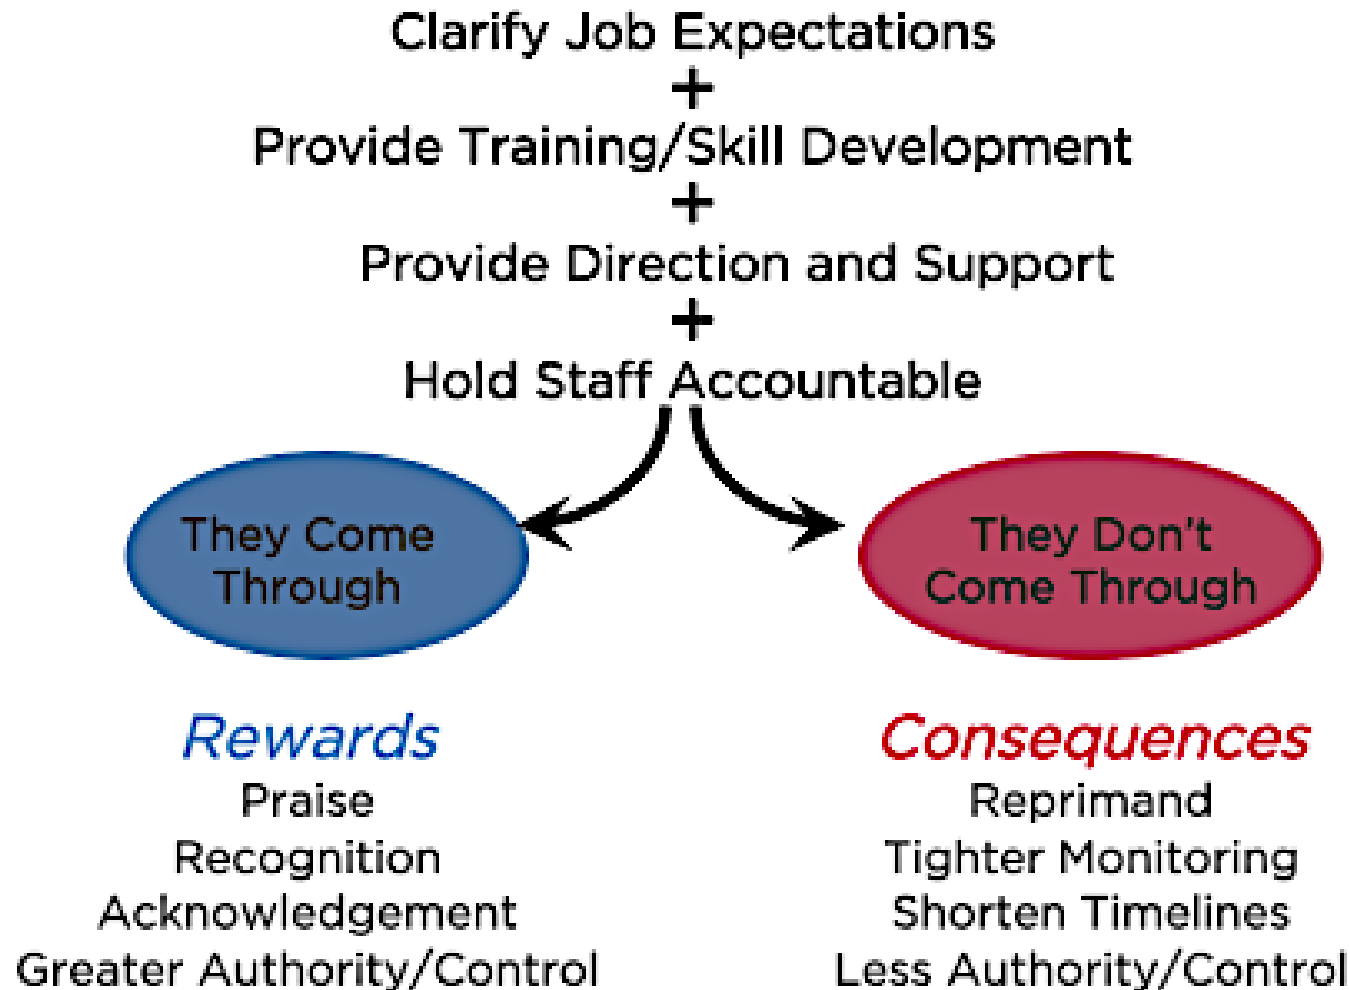 Clarify Job Expectations
+
Provide Training/Skill Development
+
Provide Direction and Support
+
Hold Staff Accountable
They Come
Through
They Don't
Come Through
Rewards
Praise
Recognition
Acknowledgement
Greater Authority/Control
Consequences
Reprimand
Tighter Monitoring
Shorten Timelines
Less Authority/Control